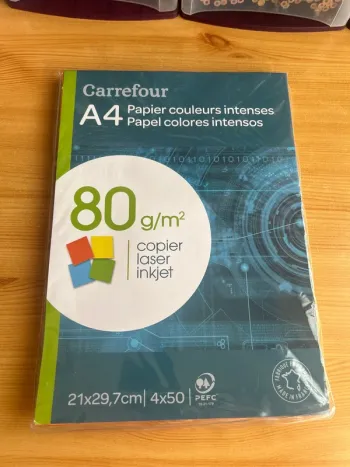 Carrefour
A4 Papier couleurs intenses
Papel colores intensos
80 g/m²
copier
laser
inkjet
21x29,7cm | 4x50
PEFC